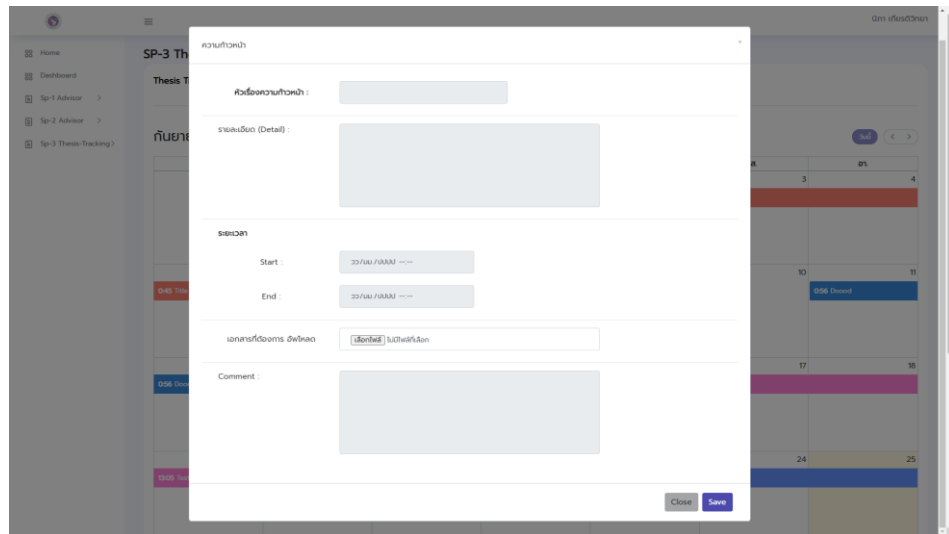 นิภา เกียรติวิทยา
Home
Dashboard
Sp-1 Advisor >
Sp-2 Advisor >
Sp-3 Thesis-Tracking >
SP-3 Th
Thesis T
ความก้าวหน้า
×
หัวเรื่องความก้าวหน้า :
รายละเอียด (Detail) :
ระยะเวลา
Start :
วว/ดด/ปปปป --:--
End :
วว/ดด/ปปปป --:--
เอกสารที่ต้องการ อัพโหลด
เลือกไฟล์ ไม่มีไฟล์ที่เลือก
Comment :
Close Save
กันยาย
วันนี้ < >
ส. อา.
3 4
10 11
0:45 Title
0:56 Doood
17 18
0:56 Dooo
24 25
13:05 Tes